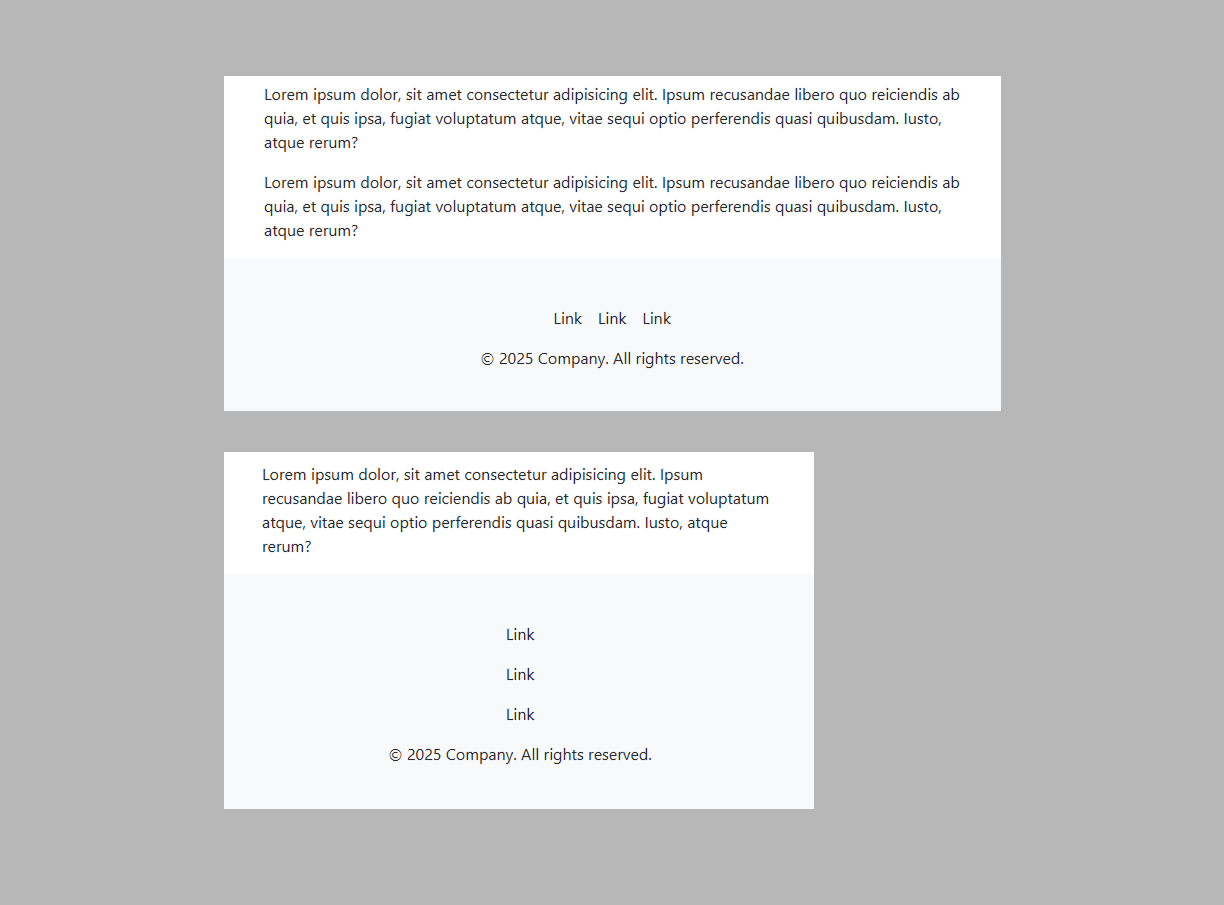 Lorem ipsum dolor, sit amet consectetur adipisicing elit. Ipsum recusandae libero quo reiciendis ab
quia, et quis ipsa, fugiat voluptatum atque, vitae sequi optio perferendis quasi quibusdam. Iusto,
atque rerum?
Lorem ipsum dolor, sit amet consectetur adipisicing elit. Ipsum recusandae libero quo reiciendis ab
quia, et quis ipsa, fugiat voluptatum atque, vitae sequi optio perferendis quasi quibusdam. Iusto,
atque rerum?
Link Link Link
© 2025 Company. All rights reserved.
Lorem ipsum dolor, sit amet consectetur adipisicing elit. Ipsum
recusandae libero quo reiciendis ab quia, et quis ipsa, fugiat voluptatum
atque, vitae sequi optio perferendis quasi quibusdam. Iusto, atque
rerum?
Link
Link
Link
© 2025 Company. All rights reserved.